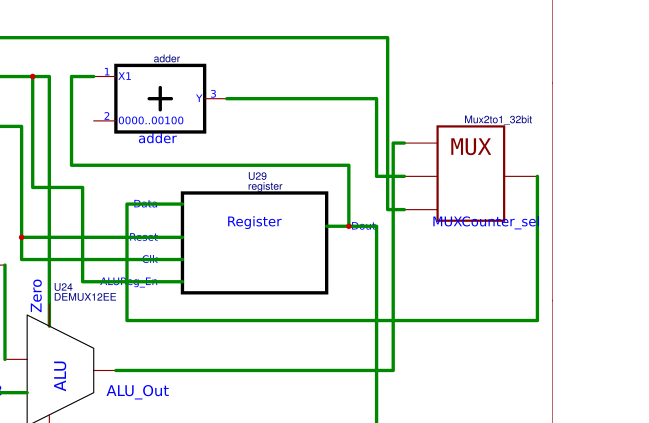 adder
1
X1
Y
3
2
0000..00100
adder
Mux2to1_32bit
MUX
MUXCounter_sel
U29
register
Data
Register
Dout
Reset
Clk
ALUReg_En
Zero
U24
DEMUX12EE
ALU
ALU_Out